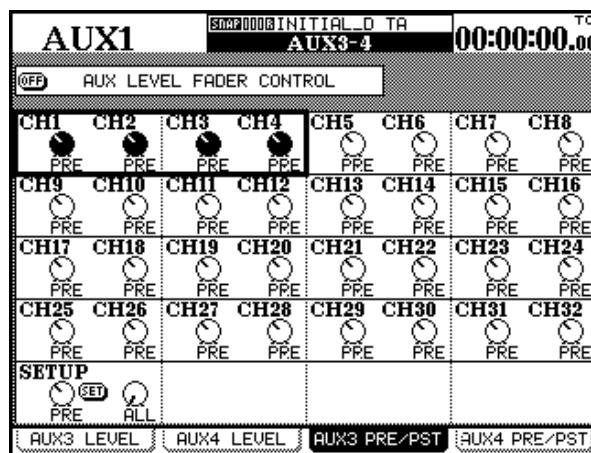 AUX1 SNAP000 INITIAL_D TA 00:00:00.00 TC
AUX3-4
OFF AUX LEVEL FADER CONTROL
CH1 CH2 CH3 CH4 CH5 CH6 CH7 CH8
PRE PRE PRE PRE PRE PRE PRE PRE
CH9 CH10 CH11 CH12 CH13 CH14 CH15 CH16
PRE PRE PRE PRE PRE PRE PRE PRE
CH17 CH18 CH19 CH20 CH21 CH22 CH23 CH24
PRE PRE PRE PRE PRE PRE PRE PRE
CH25 CH26 CH27 CH28 CH29 CH30 CH31 CH32
PRE PRE PRE PRE PRE PRE PRE PRE
SETUP
SET
PRE ALL
AUX3 LEVEL AUX4 LEVEL AUX3 PRE/PST AUX4 PRE/PST